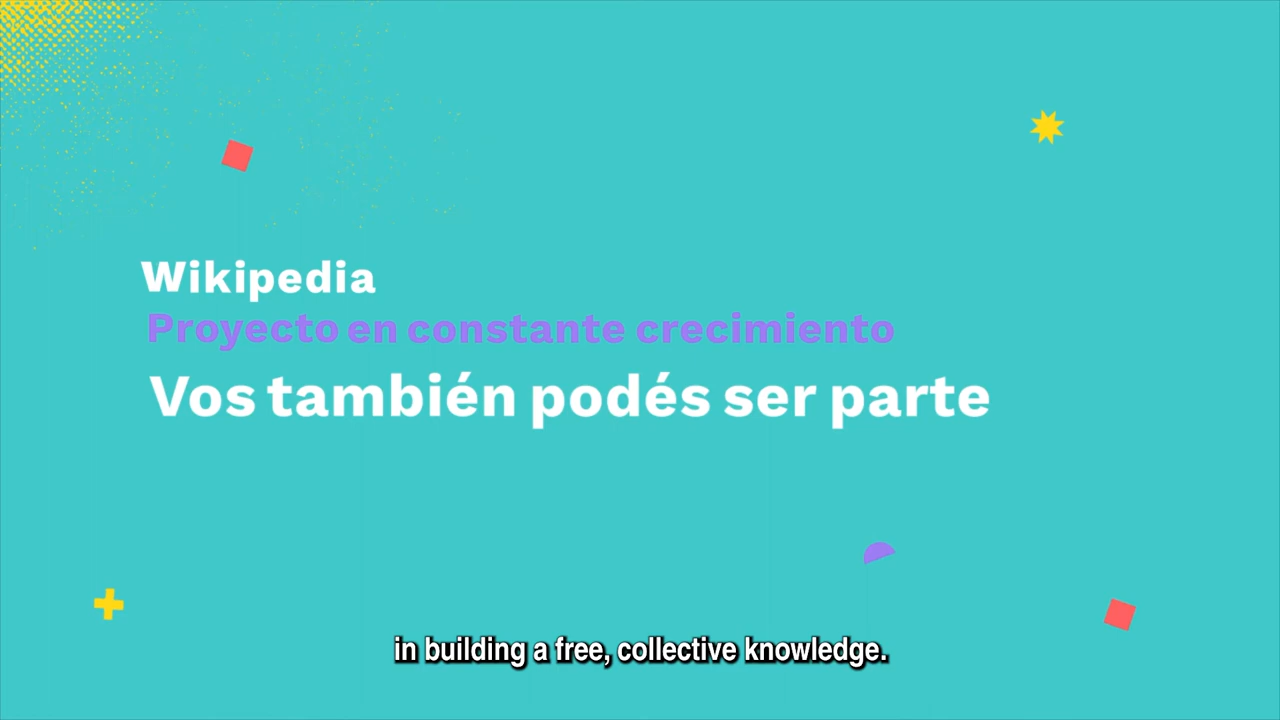 Wikipedia
Proyecto en constante crecimiento
Vos también podés ser parte
in building a free, collective knowledge.